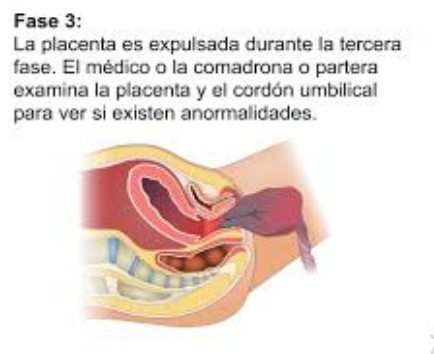 Fase 3:
La placenta es expulsada durante la tercera
fase. El médico o la comadrona o partera
examina la placenta y el cordón umbilical
para ver si existen anormalidades.